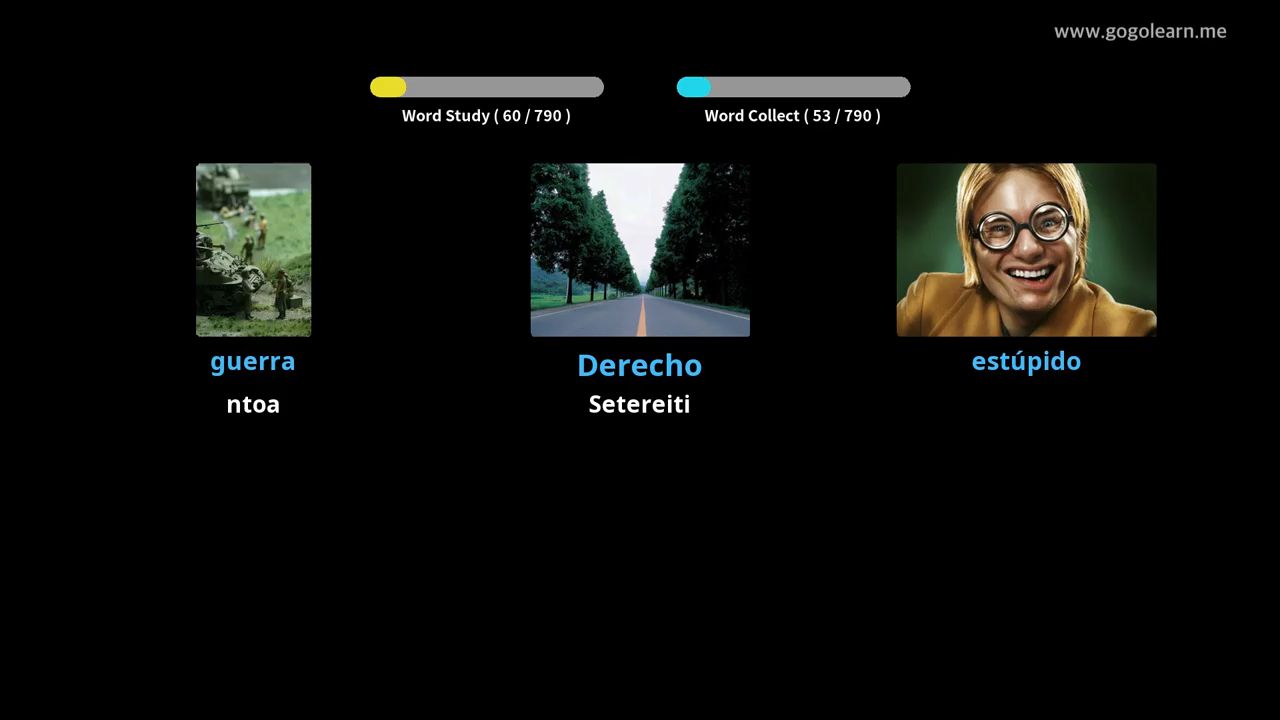 www.gogolearn.me
Word Study ( 60 / 790 )
Word Collect ( 53 / 790 )
guerra
ntoa
Derecho
Setereiti
estúpido